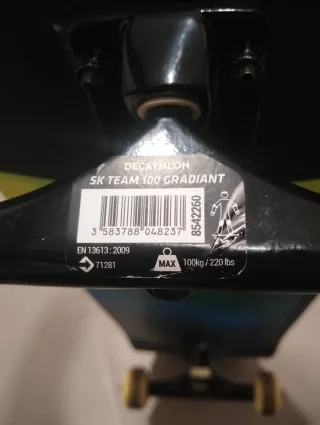 DECATHLON
SK TEAM 100 GRADIANT
3 583788 048237
8542260
EN 13613 : 2009
71281
MAX
100kg / 220 lbs